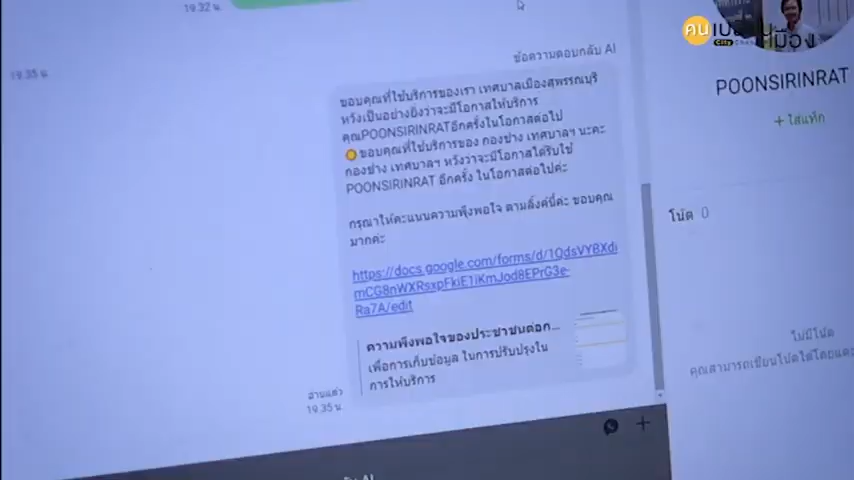 19.32 น.
คนเปลี่ยนเมือง
19.35 น.
ข้อความตอบกลับ AI
ขอบคุณที่ใช้บริการของเรา เทศบาลเมืองสุพรรณบุรี
หวังเป็นอย่างยิ่งว่าจะมีโอกาสให้บริการ
คุณPOONSIRINRATอีกครั้งในโอกาสต่อไป
ขอบคุณที่ใช้บริการของ กองช่าง เทศบาลฯ นะคะ
กองช่าง เทศบาลฯ หวังว่าจะมีโอกาสได้รับใช้
POONSIRINRAT อีกครั้ง ในโอกาสต่อไปค่ะ
กรุณาให้คะแนนความพึงพอใจ ตามลิ้งค์นี้ค่ะ ขอบคุณ
มากค่ะ
https://docs.google.com/forms/d/1QdsVYBXdi
mCG8nWXRsxpFkiE1iKmJod8EPrG3e-
Ra7A/edit
ความพึงพอใจของประชาชนต่อก...
เพื่อการเก็บข้อมูล ในการปรับปรุงใน
การให้บริการ
อ่านแล้ว
19.35 น.
POONSIRINRAT
+ ใส่แท็ก
โน้ต 0
ไม่มีโน้ต
คุณสามารถเขียนโน้ตได้โดยแตะ
AI